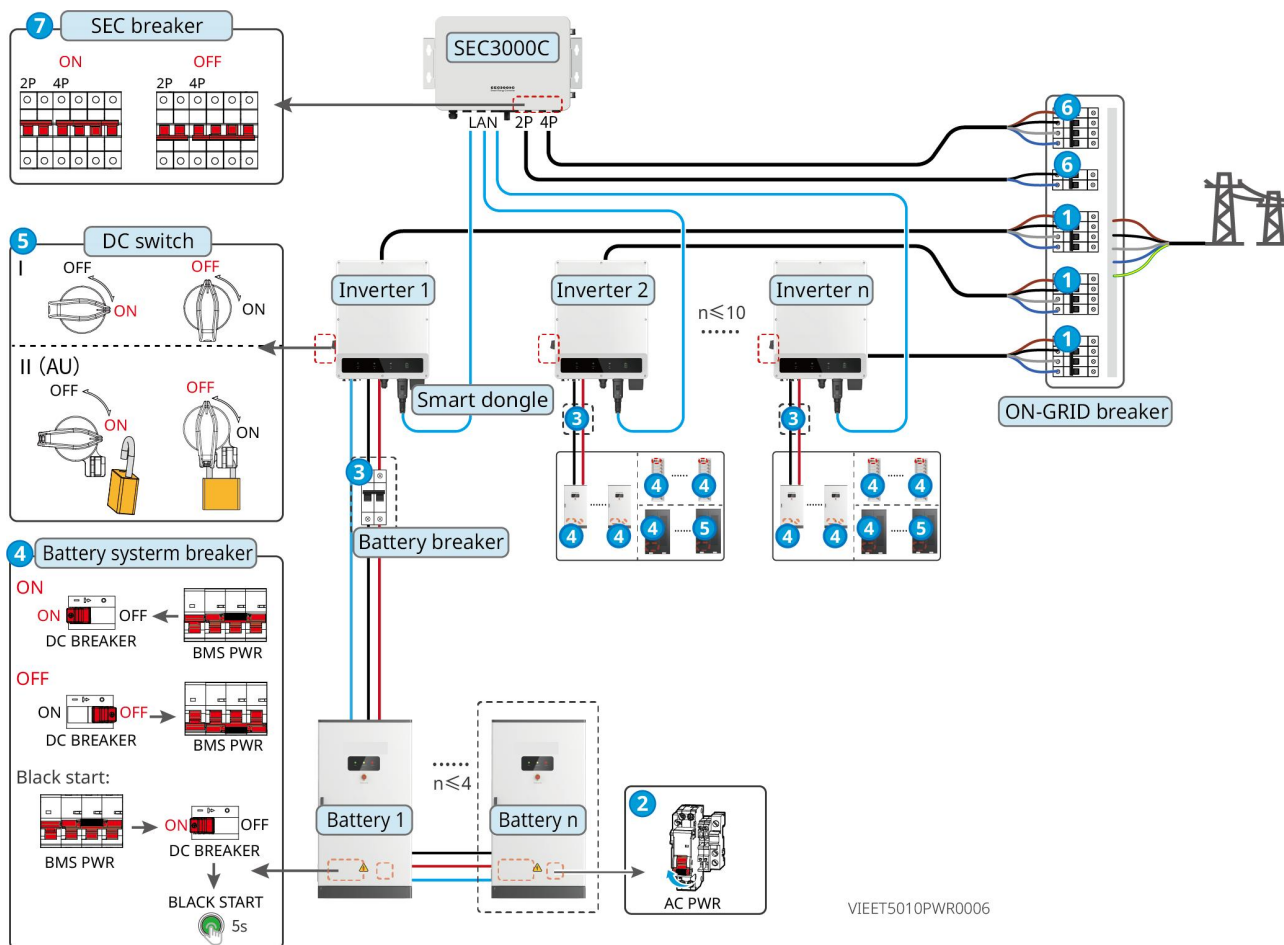 7 SEC breaker
ON OFF
2P 4P 2P 4P
SEC3000C
SEC3000C
LAN 2P 4P
6
6
1
1
1
ON-GRID breaker
5 DC switch
I
OFF
ON
OFF
ON
II (AU)
OFF
ON
OFF
ON
Inverter 1
Inverter 2
n≤10
......
Inverter n
Smart dongle
3
Battery breaker
3
4 4
4 4
4 5
3
4 4
4 4
4 5
4 Battery systerm breaker
ON
ON OFF
DC BREAKER
BMS PWR
OFF
ON OFF
DC BREAKER
BMS PWR
Black start:
BMS PWR
ON OFF
DC BREAKER
BLACK START
5s
......
n≤4
Battery 1
Battery n
2
AC PWR
VIEET5010PWR0006